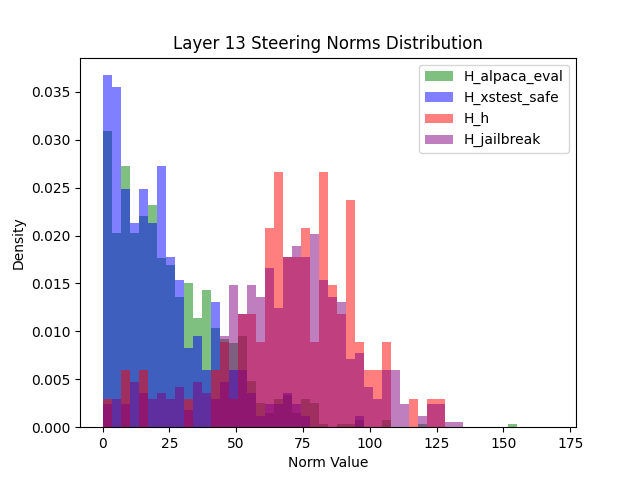 Layer 13 Steering Norms Distribution
H_alpaca_eval
H_xstest_safe
H_h
H_jailbreak
0.035
0.030
0.025
0.020
0.015
0.010
0.005
0.000
Density
0 25 50 75 100 125 150 175
Norm Value